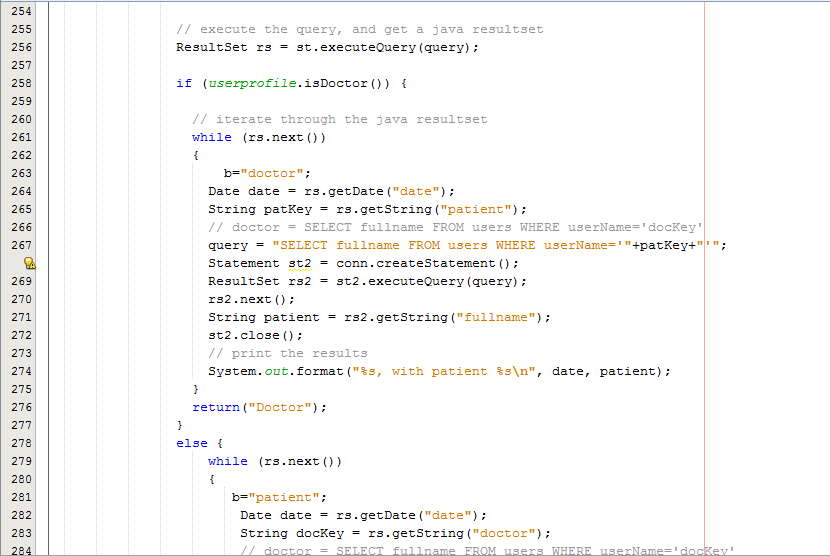 254
255 // execute the query, and get a java resultset
256 ResultSet rs = st.executeQuery(query);
257
258 if (userprofile.isDoctor()) {
259
260 // iterate through the java resultset
261 while (rs.next())
262 {
263 b="doctor";
264 Date date = rs.getDate("date");
265 String patKey = rs.getString("patient");
266 // doctor = SELECT fullname FROM users WHERE userName='docKey'
267 query = "SELECT fullname FROM users WHERE userName='"+patKey+"'";
Statement st2 = conn.createStatement();
269 ResultSet rs2 = st2.executeQuery(query);
270 rs2.next();
271 String patient = rs2.getString("fullname");
272 st2.close();
273 // print the results
274 System.out.format("%s, with patient %s\n", date, patient);
275 }
276 return("Doctor");
277 }
278 else {
279 while (rs.next())
280 {
281 b="patient";
282 Date date = rs.getDate("date");
283 String docKey = rs.getString("doctor");
284 // doctor = SELECT fullname FROM users WHERE userName='docKey'